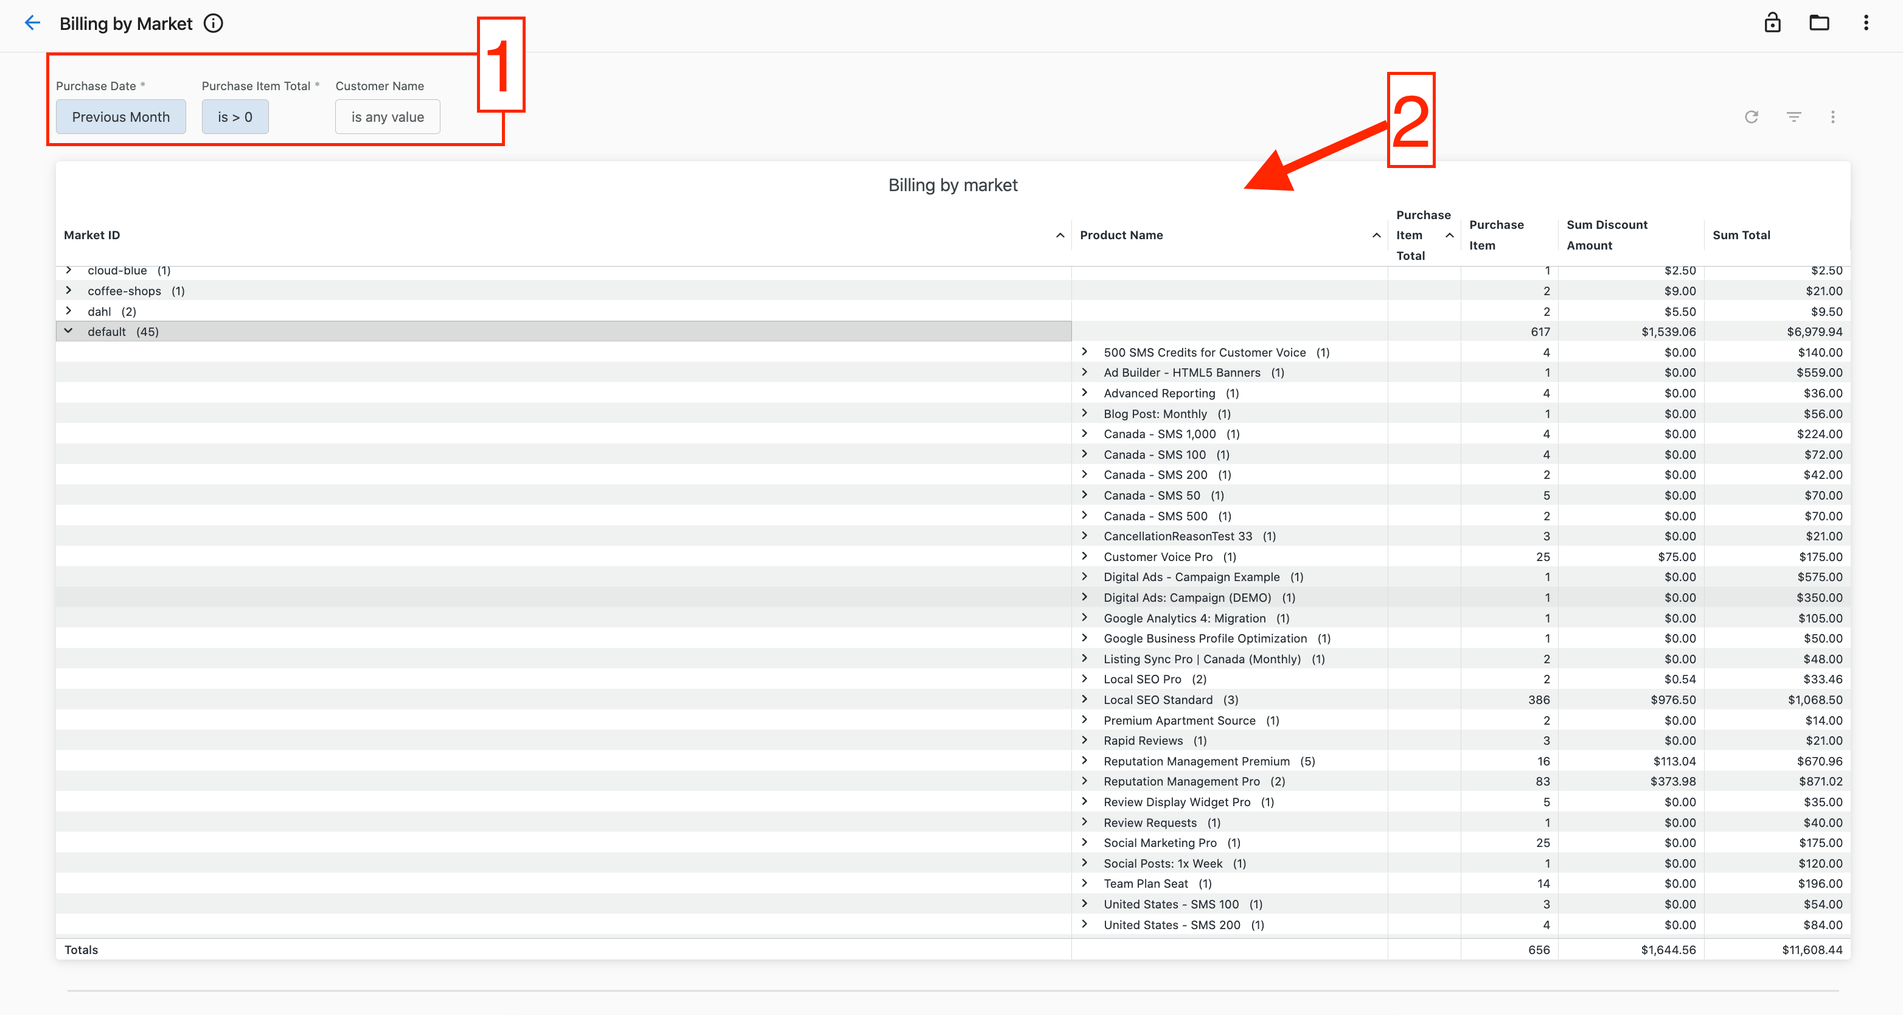 Billing by Market
1
Purchase Date * Purchase Item Total * Customer Name
Previous Month is > 0 is any value
2
Billing by market
Market ID Product Name Purchase Item Total Purchase Item Sum Discount Amount Sum Total
cloud-blue (1) 1 $2.50 $2.50
coffee-shops (1) 2 $9.00 $21.00
dahl (2) 2 $5.50 $9.50
default (45) 617 $1,539.06 $6,979.94
500 SMS Credits for Customer Voice (1) 4 $0.00 $140.00
Ad Builder - HTML5 Banners (1) 1 $0.00 $559.00
Advanced Reporting (1) 4 $0.00 $36.00
Blog Post: Monthly (1) 1 $0.00 $56.00
Canada - SMS 1,000 (1) 4 $0.00 $224.00
Canada - SMS 100 (1) 4 $0.00 $72.00
Canada - SMS 200 (1) 2 $0.00 $42.00
Canada - SMS 50 (1) 5 $0.00 $70.00
Canada - SMS 500 (1) 2 $0.00 $70.00
CancellationReasonTest 33 (1) 3 $0.00 $21.00
Customer Voice Pro (1) 25 $75.00 $175.00
Digital Ads - Campaign Example (1) 1 $0.00 $575.00
Digital Ads: Campaign (DEMO) (1) 1 $0.00 $350.00
Google Analytics 4: Migration (1) 1 $0.00 $105.00
Google Business Profile Optimization (1) 1 $0.00 $50.00
Listing Sync Pro | Canada (Monthly) (1) 2 $0.00 $48.00
Local SEO Pro (2) 2 $0.54 $33.46
Local SEO Standard (3) 386 $976.50 $1,068.50
Premium Apartment Source (1) 2 $0.00 $14.00
Rapid Reviews (1) 3 $0.00 $21.00
Reputation Management Premium (5) 16 $113.04 $670.96
Reputation Management Pro (2) 83 $373.98 $871.02
Review Display Widget Pro (1) 5 $0.00 $35.00
Review Requests (1) 1 $0.00 $40.00
Social Marketing Pro (1) 25 $0.00 $175.00
Social Posts: 1x Week (1) 1 $0.00 $120.00
Team Plan Seat (1) 14 $0.00 $196.00
United States - SMS 100 (1) 3 $0.00 $54.00
United States - SMS 200 (1) 4 $0.00 $84.00
Totals 656 $1,644.56 $11,608.44